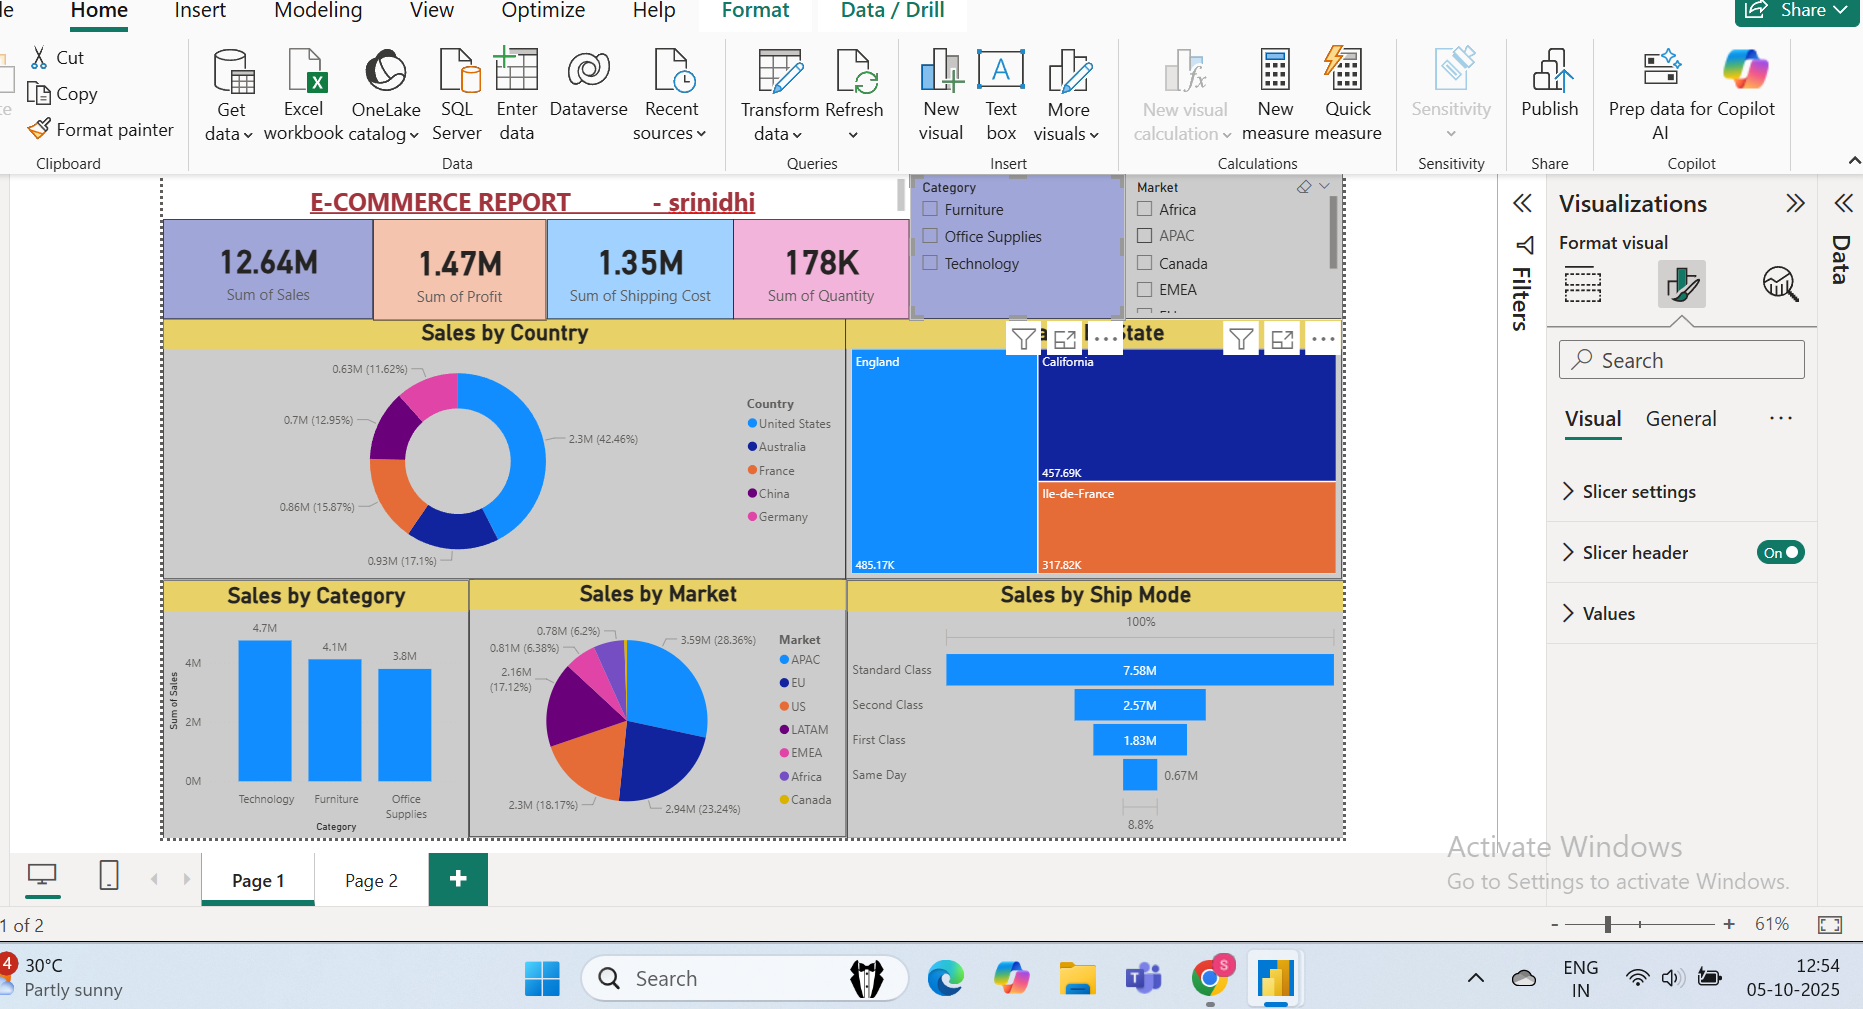 Home
Insert
Modeling
View
Optimize
Help
Format
Data / Drill
Share
Cut
Copy
Format painter
Clipboard
Get data
Excel workbook
OneLake catalog
SQL Server
Enter data
Dataverse
Recent sources
Data
Transform data
Refresh
Queries
New visual
Text box
More visuals
Insert
New visual calculation
New measure
Quick measure
Calculations
Sensitivity
Sensitivity
Publish
Share
Prep data for AI
Copilot
Copilot
E-COMMERCE REPORT - srinidhi
12.64M
Sum of Sales
1.47M
Sum of Profit
1.35M
Sum of Shipping Cost
178K
Sum of Quantity
Category
Furniture
Office Supplies
Technology
Market
Africa
APAC
Canada
EMEA
Sales by Country
0.63M (11.62%)
0.7M (12.95%)
2.3M (42.46%)
0.86M (15.87%)
0.93M (17.1%)
Country
United States
Australia
France
China
Germany
State
England
485.17K
California
457.69K
Ile-de-France
317.82K
Sales by Category
4.7M
4.1M
3.8M
4M
2M
0M
Sum of Sales
Technology
Furniture
Office Supplies
Category
Sales by Market
0.78M (6.2%)
0.81M (6.38%)
2.16M (17.12%)
3.59M (28.36%)
2.3M (18.17%)
2.94M (23.24%)
Market
APAC
EU
US
LATAM
EMEA
Africa
Canada
Sales by Ship Mode
100%
Standard Class
7.58M
Second Class
2.57M
First Class
1.83M
Same Day
0.67M
8.8%
Filters
Visualizations
Format visual
Search
Visual
General
Slicer settings
Slicer header
On
Values
Data
Activate Windows
Go to Settings to activate Windows.
Page 1
Page 2
1 of 2
61%
4
30°C
Partly sunny
Search
S
ENG
IN
12:54
05-10-2025